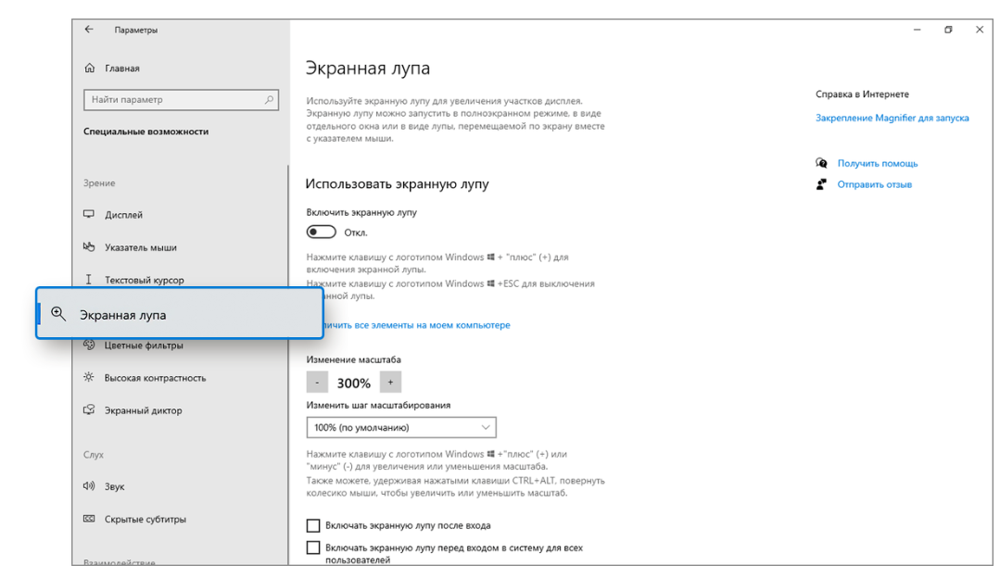 Параметры
Главная
Найти параметр
Специальные возможности
Зрение
Дисплей
Указатель мыши
Текстовый курсор
Экранная лупа
Цветные фильтры
Высокая контрастность
Экранный диктор
Слух
Звук
Скрытые субтитры
Взаимодействие
Экранная лупа
Используйте экранную лупу для увеличения участков дисплея.
Экранную лупу можно запустить в полноэкранном режиме, в виде
отдельного окна или в виде лупы, перемещаемой по экрану вместе
с указателем мыши.
Использовать экранную лупу
Включить экранную лупу
Откл.
Нажмите клавишу с логотипом Windows + "плюс" (+) для
включения экранной лупы.
Нажмите клавишу с логотипом Windows +ESC для выключения
нной лупы.
личить все элементы на моем компьютере
Изменение масштаба
- 300% +
Изменить шаг масштабирования
100% (по умолчанию)
Нажмите клавишу с логотипом Windows +"плюс" (+) или
"минус" (-) для увеличения или уменьшения масштаба.
Также можете, удерживая нажатыми клавиши CTRL+ALT, повернуть
колесико мыши, чтобы увеличить или уменьшить масштаб.
Включать экранную лупу после входа
Включать экранную лупу перед входом в систему для всех
пользователей
Справка в Интернете
Закрепление Magnifier для запуска
Получить помощь
Отправить отзыв